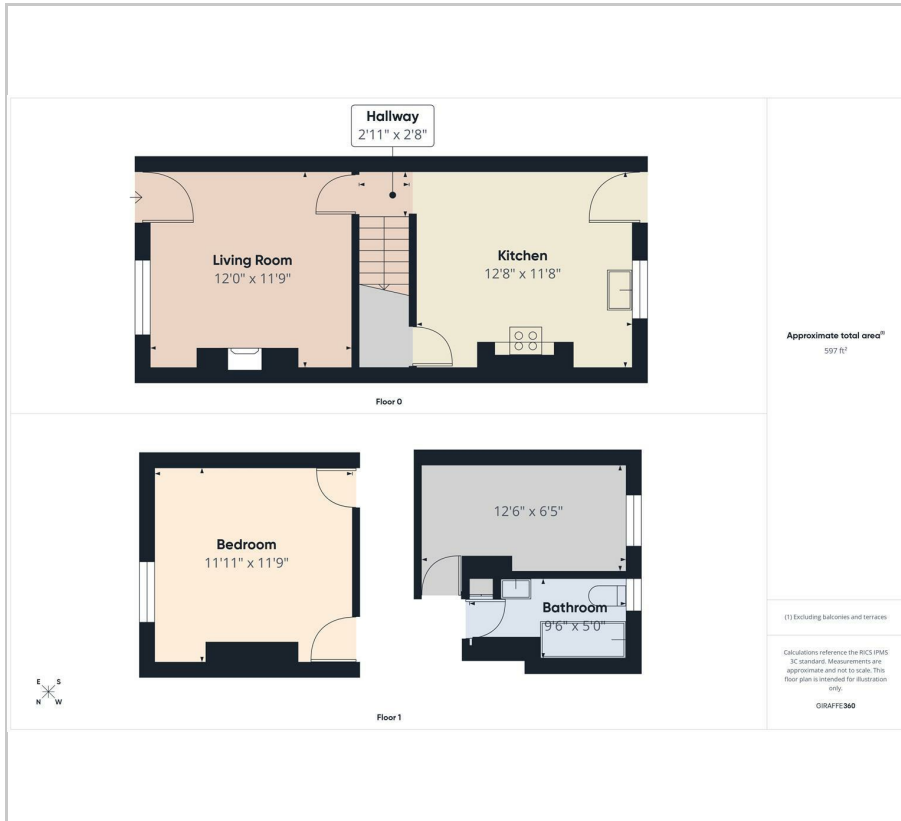 Hallway
2'11" x 2'8"
Living Room
12'0" x 11'9"
Kitchen
12'8" x 11'8"
Floor 0
Approximate total area⁽¹⁾
597 ft²
Bedroom
11'11" x 11'9"
12'6" x 6'5"
Bathroom
9'6" x 5'0"
E S
N W
Floor 1
(1) Excluding balconies and terraces
Calculations reference the RICS IPMS
3C standard. Measurements are
approximate and not to scale. This
floor plan is intended for illustration
only.
GIRAFFE360